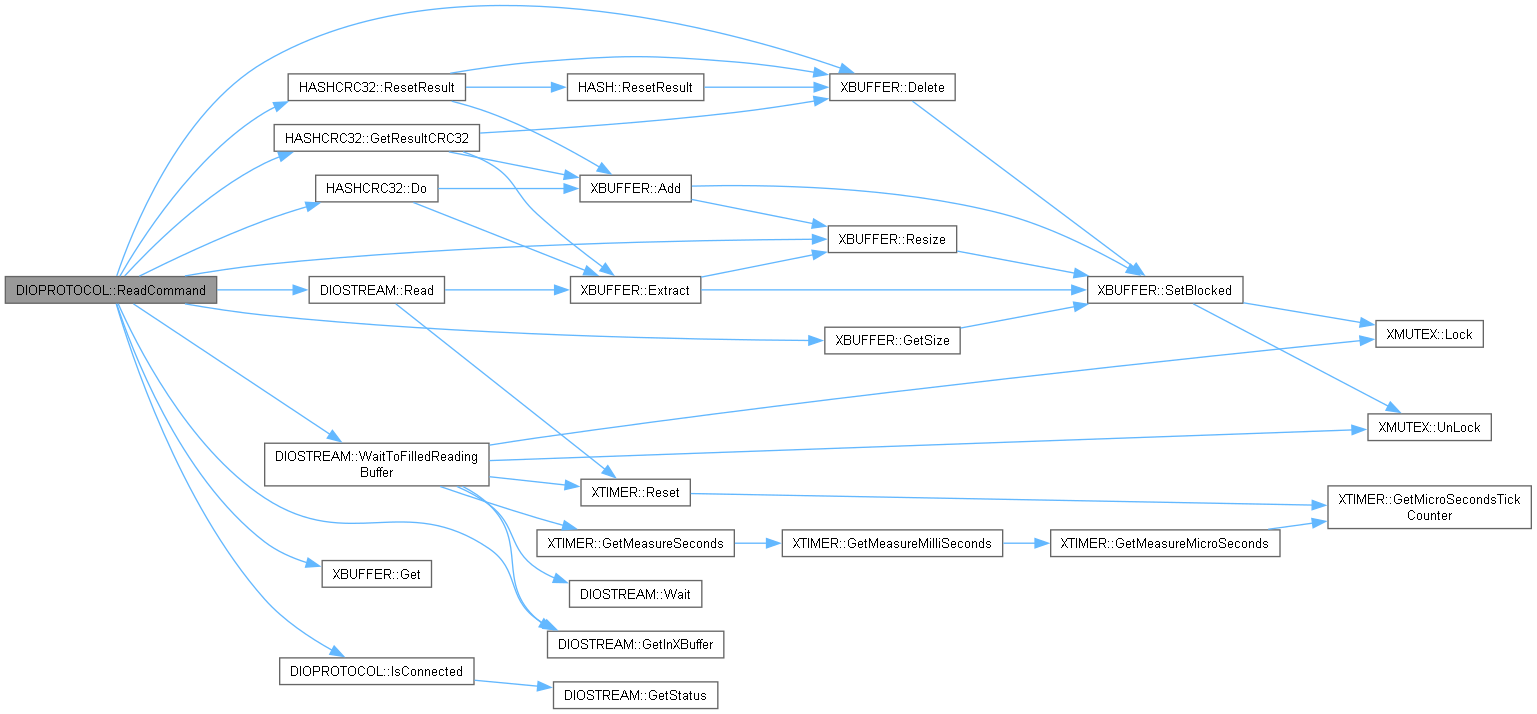 XBUFFER::Delete
HASHCRC32::ResetResult
HASH::ResetResult
HASHCRC32::GetResultCRC32
HASHCRC32::Do
XBUFFER::Add
XBUFFER::Resize
DIOPROTOCOL::ReadCommand
DIOSTREAM::Read
XBUFFER::Extract
XBUFFER::SetBlocked
XBUFFER::GetSize
XMUTEX::Lock
XMUTEX::UnLock
DIOSTREAM::WaitToFilledReading
Buffer
XTIMER::Reset
XTIMER::GetMicroSecondsTick
Counter
XTIMER::GetMeasureSeconds
XTIMER::GetMeasureMilliSeconds
XTIMER::GetMeasureMicroSeconds
XBUFFER::Get
DIOSTREAM::Wait
DIOSTREAM::GetInXBuffer
DIOPROTOCOL::IsConnected
DIOSTREAM::GetStatus